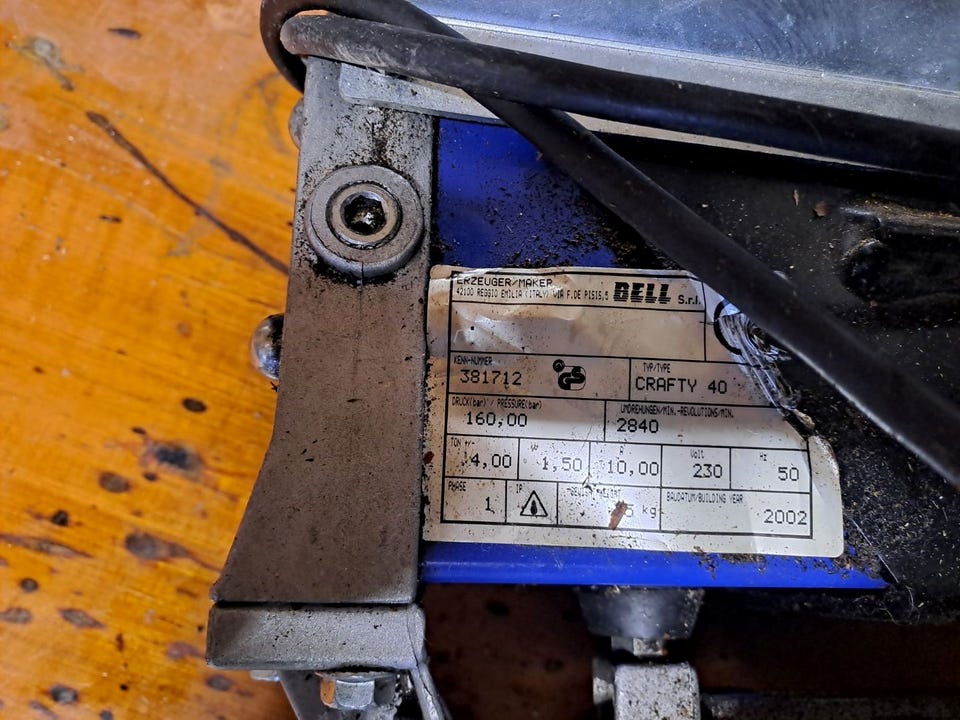 ERZEUGER/MAKER
42100 REGGIO EMILIA (ITALY) VIA F.DE PISIS,5 BELL S.r.l.
KENN-NUMMER TYP/TYPE
381712 CRAFTY 40
DRUCK(bar) / PRESSURE(bar) UMDREHUNGEN/MIN.-REVOLUTIONS/MIN.
160,00 2840
TON +/- A Volt Hz
4,00 1,50 10,00 230 50
PHASE IP BAUDATUM/BUILDING YEAR
1 kg 2002